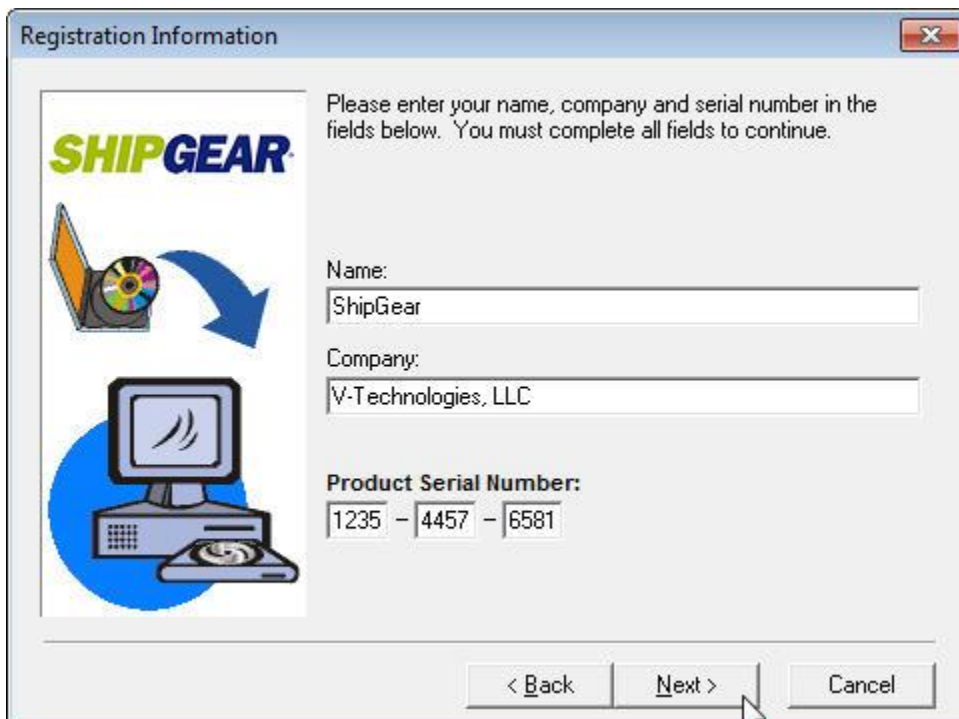 Registration Information
SHIPGEAR
Please enter your name, company and serial number in the
fields below. You must complete all fields to continue.
Name:
ShipGear
Company:
V-Technologies, LLC
Product Serial Number:
1235 – 4457 – 6581
< Back
Next >
Cancel